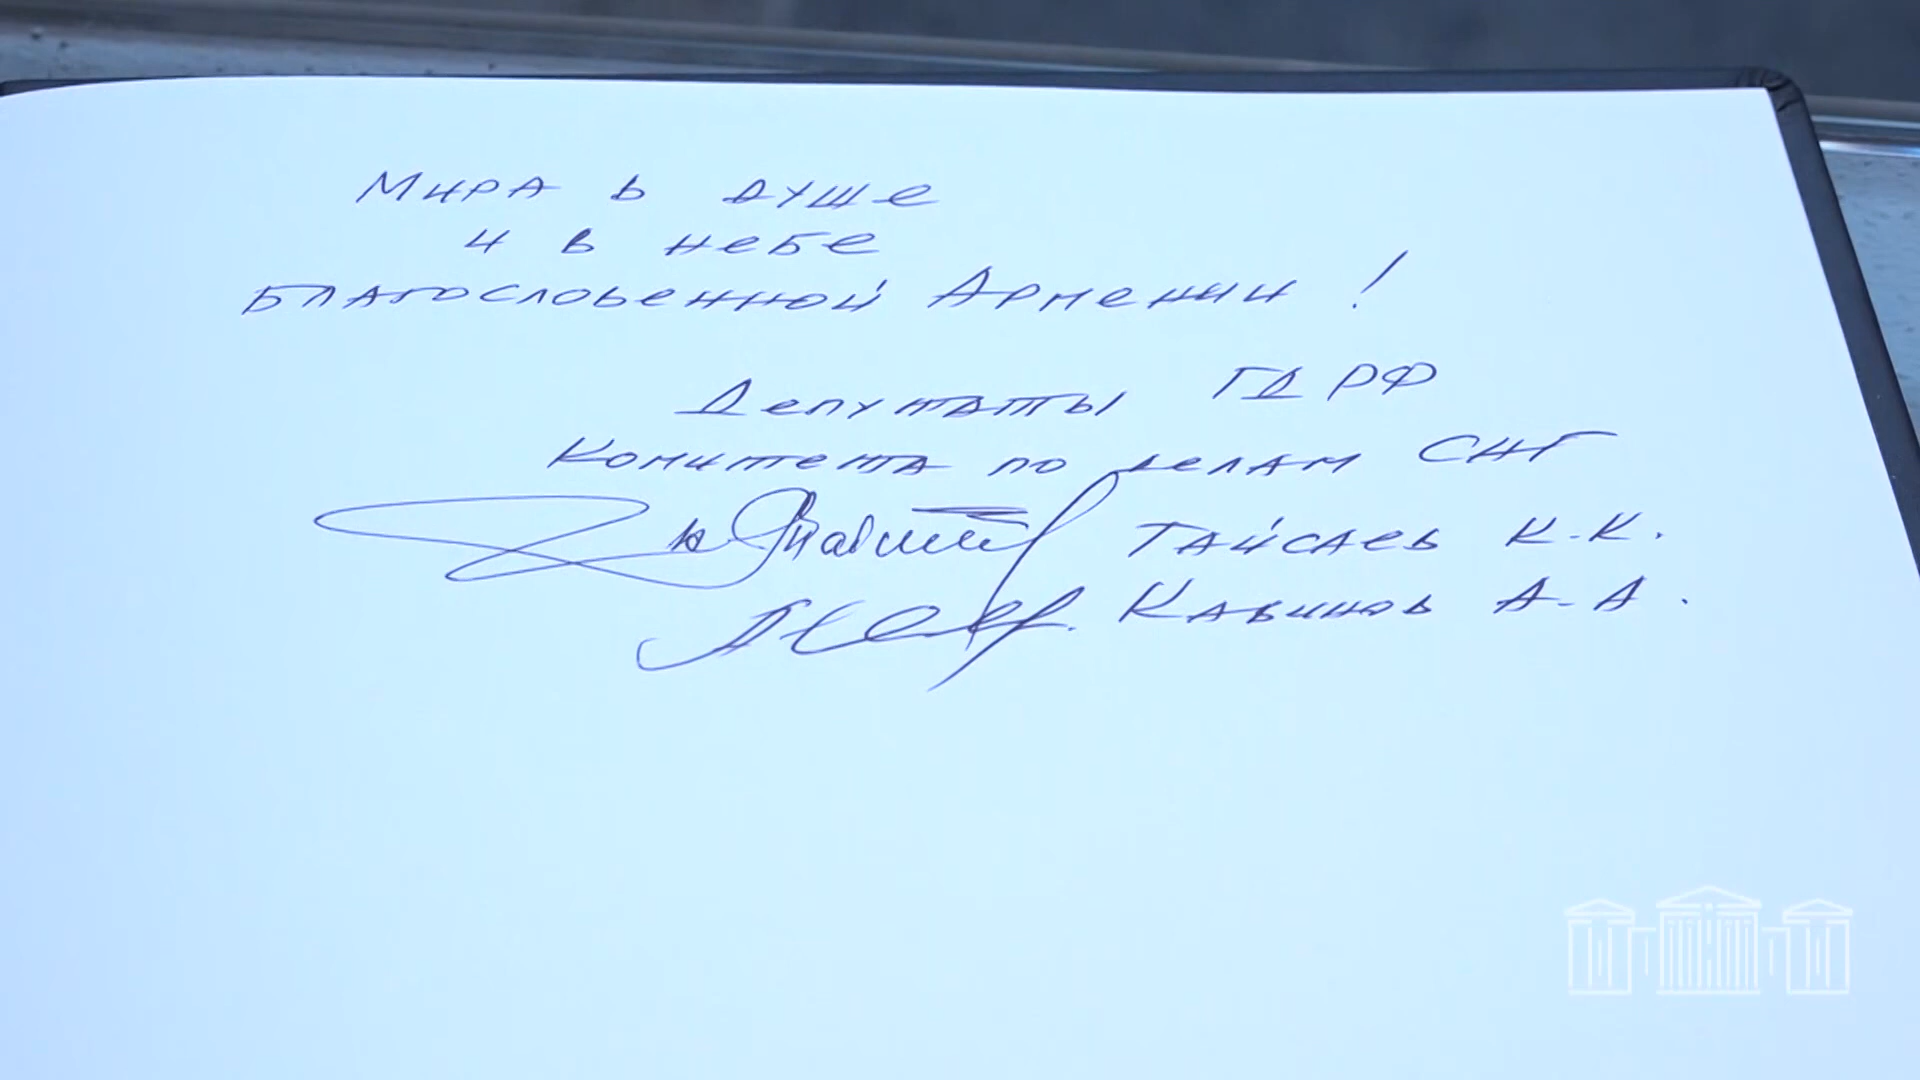 Мира в душе
и в небе
благословенной Армении!
Депутаты ГД РФ
Комитета по делам СНГ
Тайсаев К.К.
Кавинов А.А.